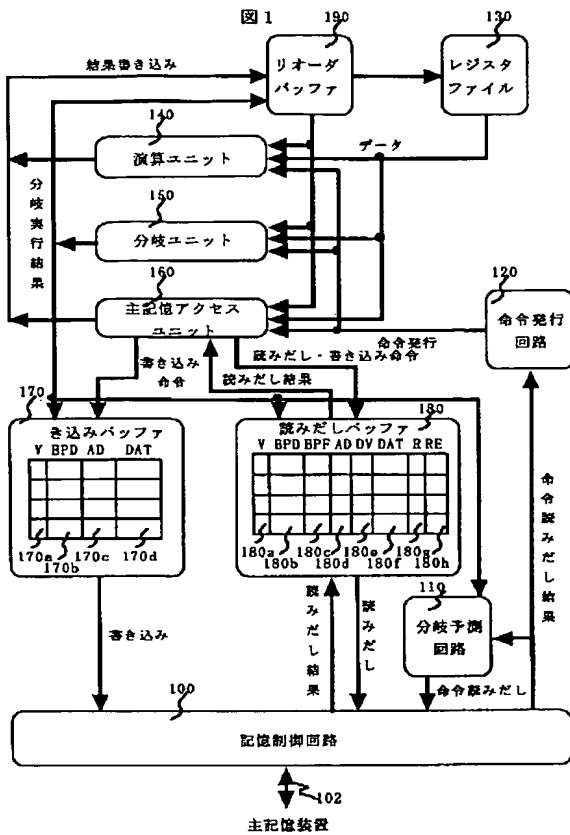 図1
190
リオーダ
バッファ
130
レジスタ
ファイル
結果書き込み
140
演算ユニット
データ
分岐実行結果
150
分岐ユニット
160
主記憶アクセス
ユニット
120
命令発行
回路
命令発行
書き込み
命令
読みだし・書き込み命令
読みだし結果
170
き込みバッファ
V BPD AD DAT
170a
170b
170c
170d
読みだしバッファ
180
V BPD BPF AD DV DAT R RE
180a
180b
180c
180d
180e
180f
180g
180h
命令読みだし結果
110
分岐予測
回路
書き込み
読みだし結果
読みだし
命令読みだし
100
記憶制御回路
102
主記憶装置